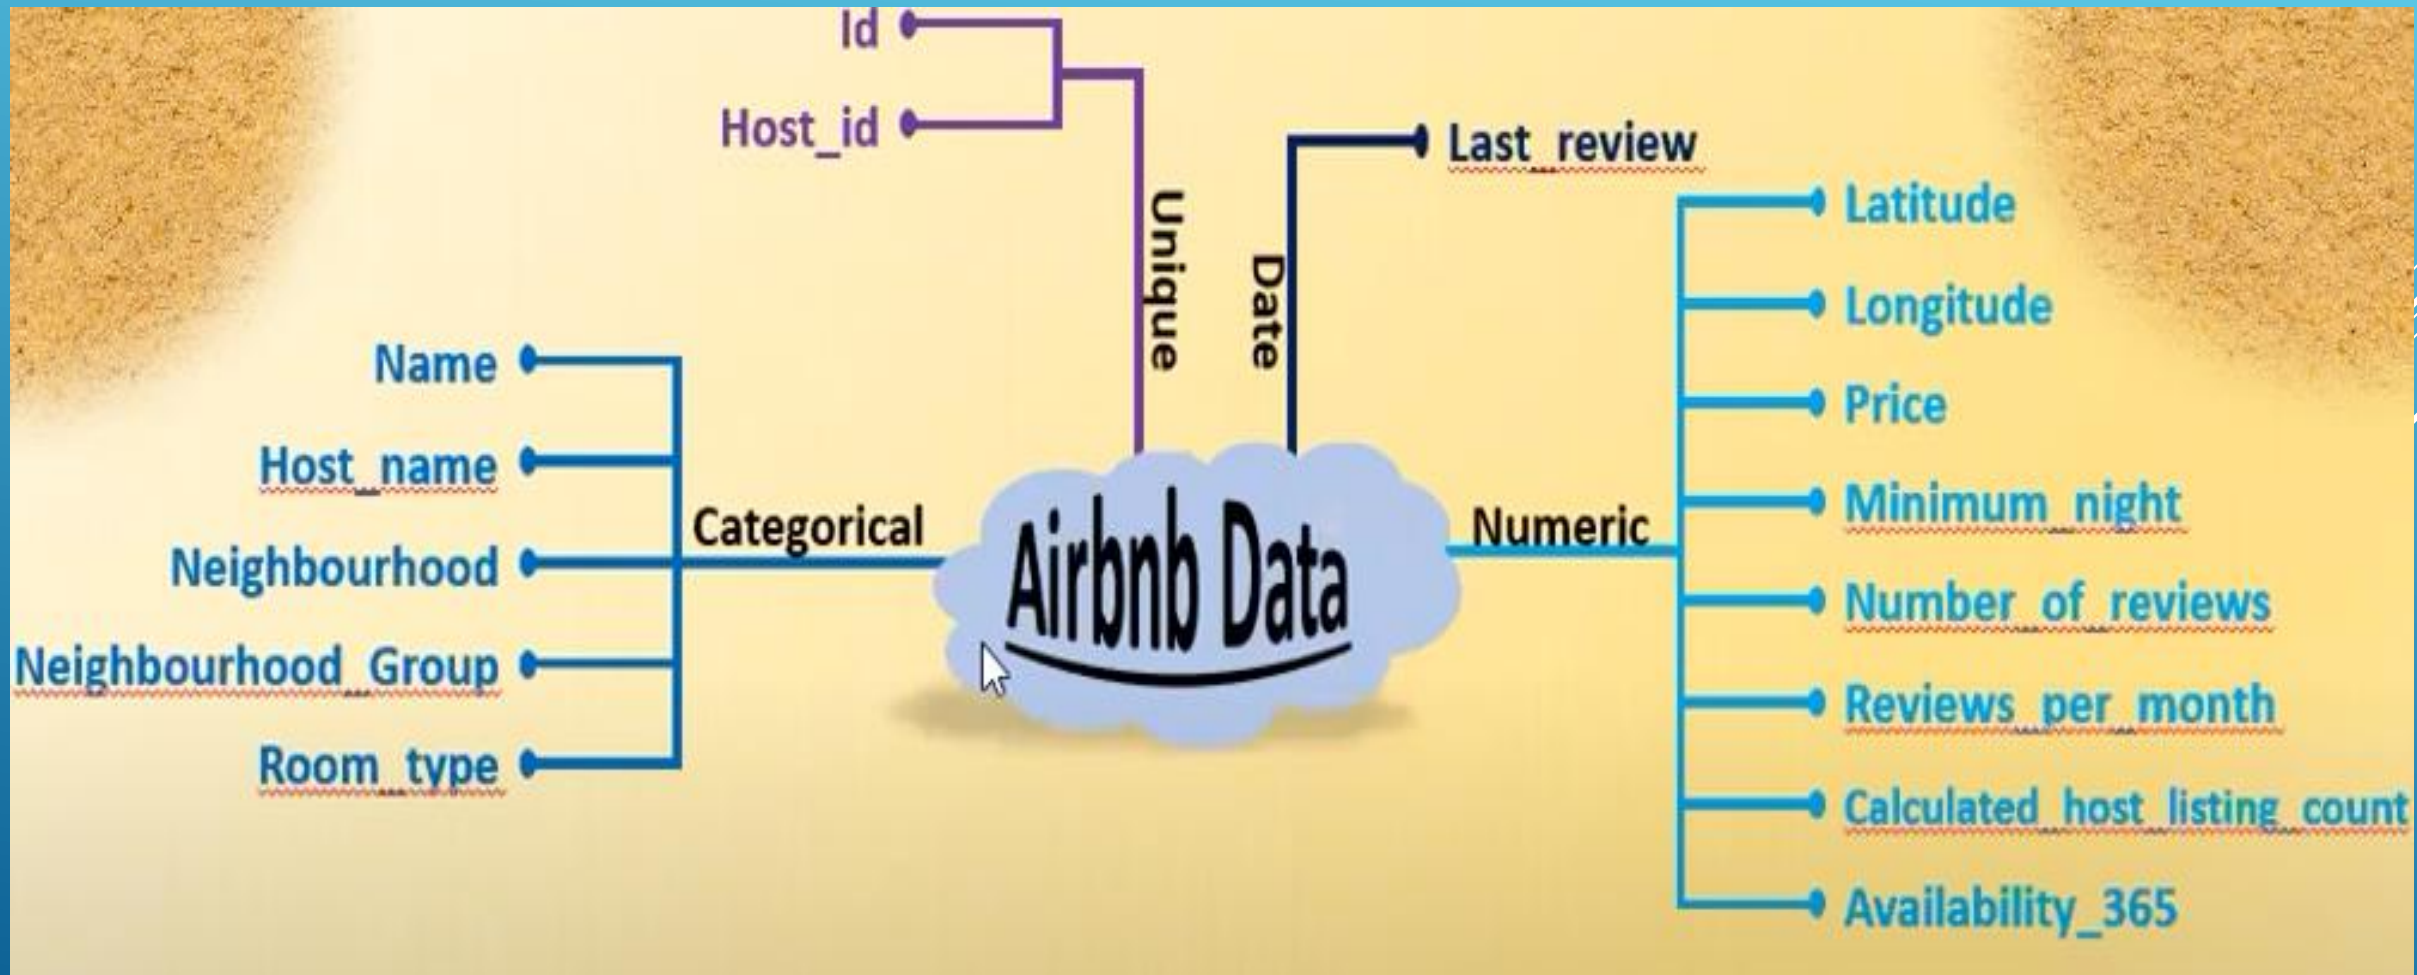 Id
Host_id
Unique
Date
Last_review
Name
Host_name
Neighbourhood
Neighbourhood_Group
Room_type
Categorical
Airbnb Data
Numeric
Latitude
Longitude
Price
Minimum_night
Number_of_reviews
Reviews_per_month
Calculated_host_listing_count
Availability_365